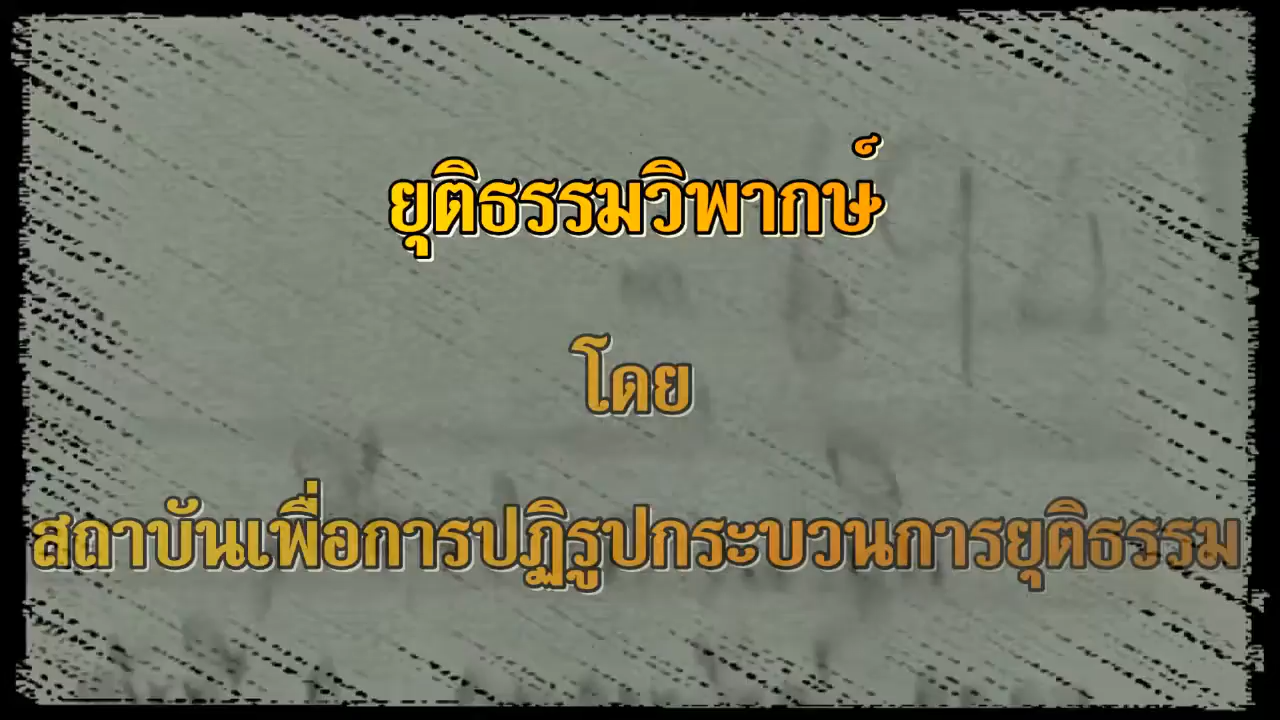 ยุติธรรมวิพากษ์
โดย
สถาบันเพื่อการปฏิรูปกระบวนการยุติธรรม